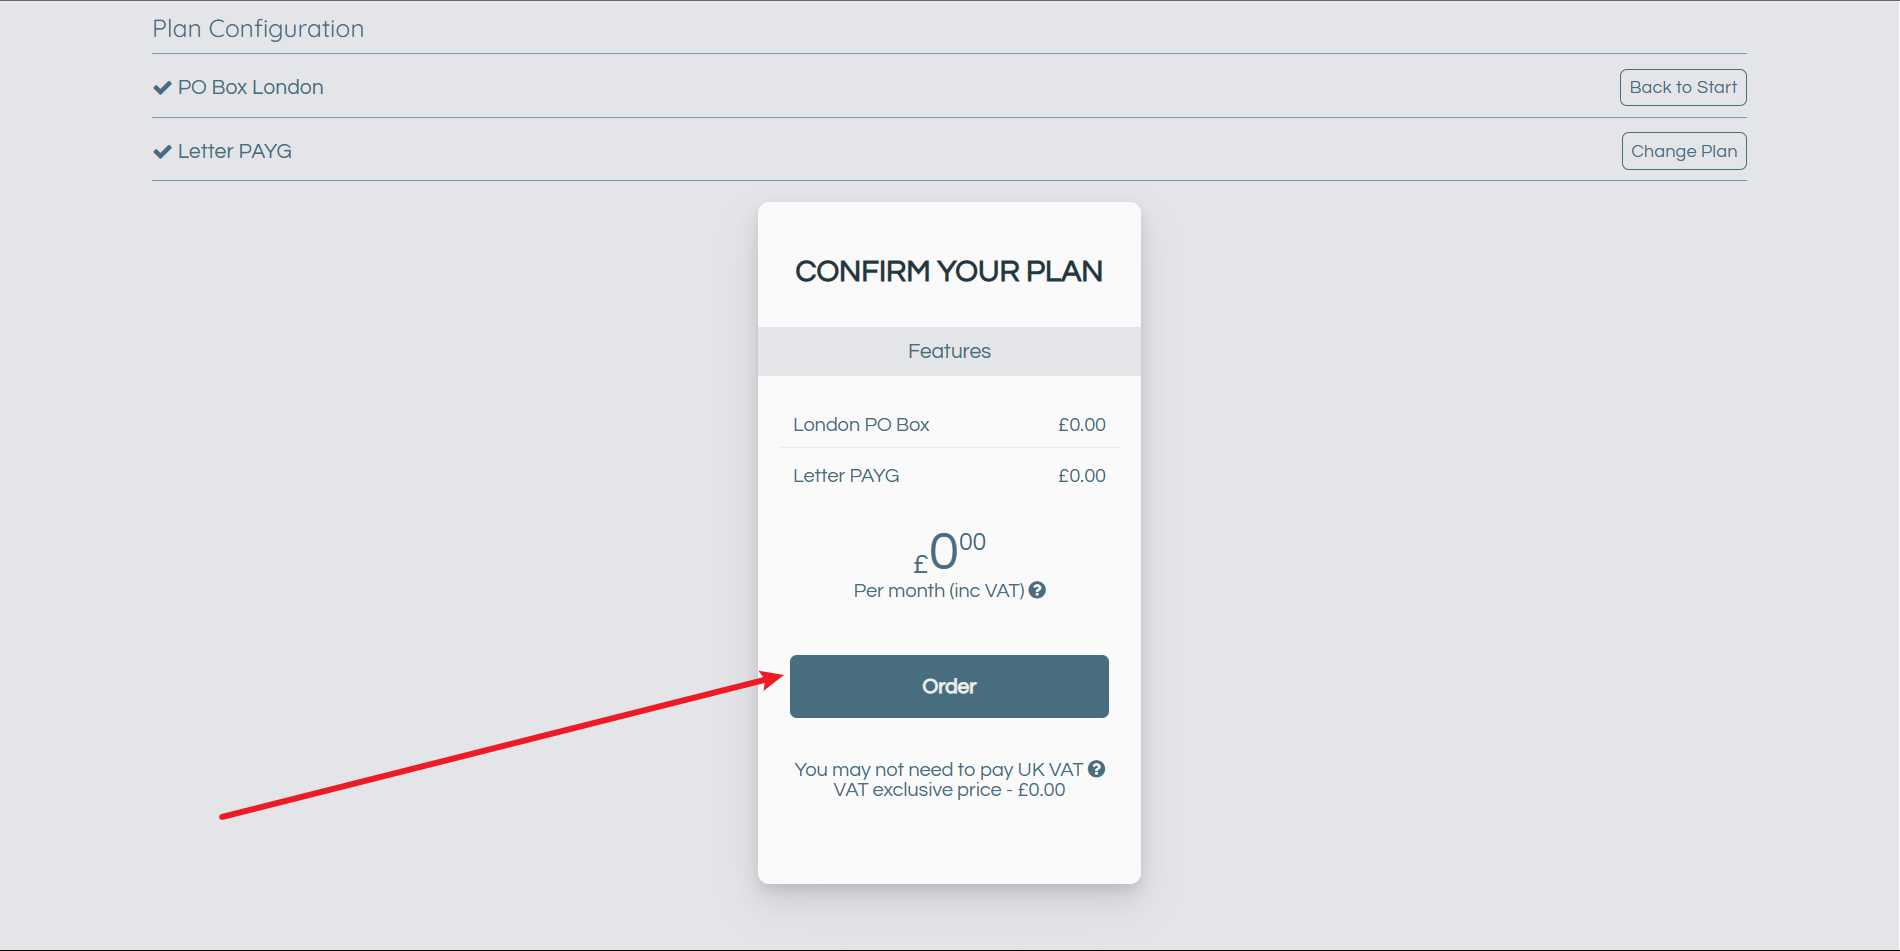 Plan Configuration
PO Box London
Back to Start
Letter PAYG
Change Plan
CONFIRM YOUR PLAN
Features
London PO Box £0.00
Letter PAYG £0.00
£000
Per month (inc VAT) ?
Order
You may not need to pay UK VAT ?
VAT exclusive price - £0.00